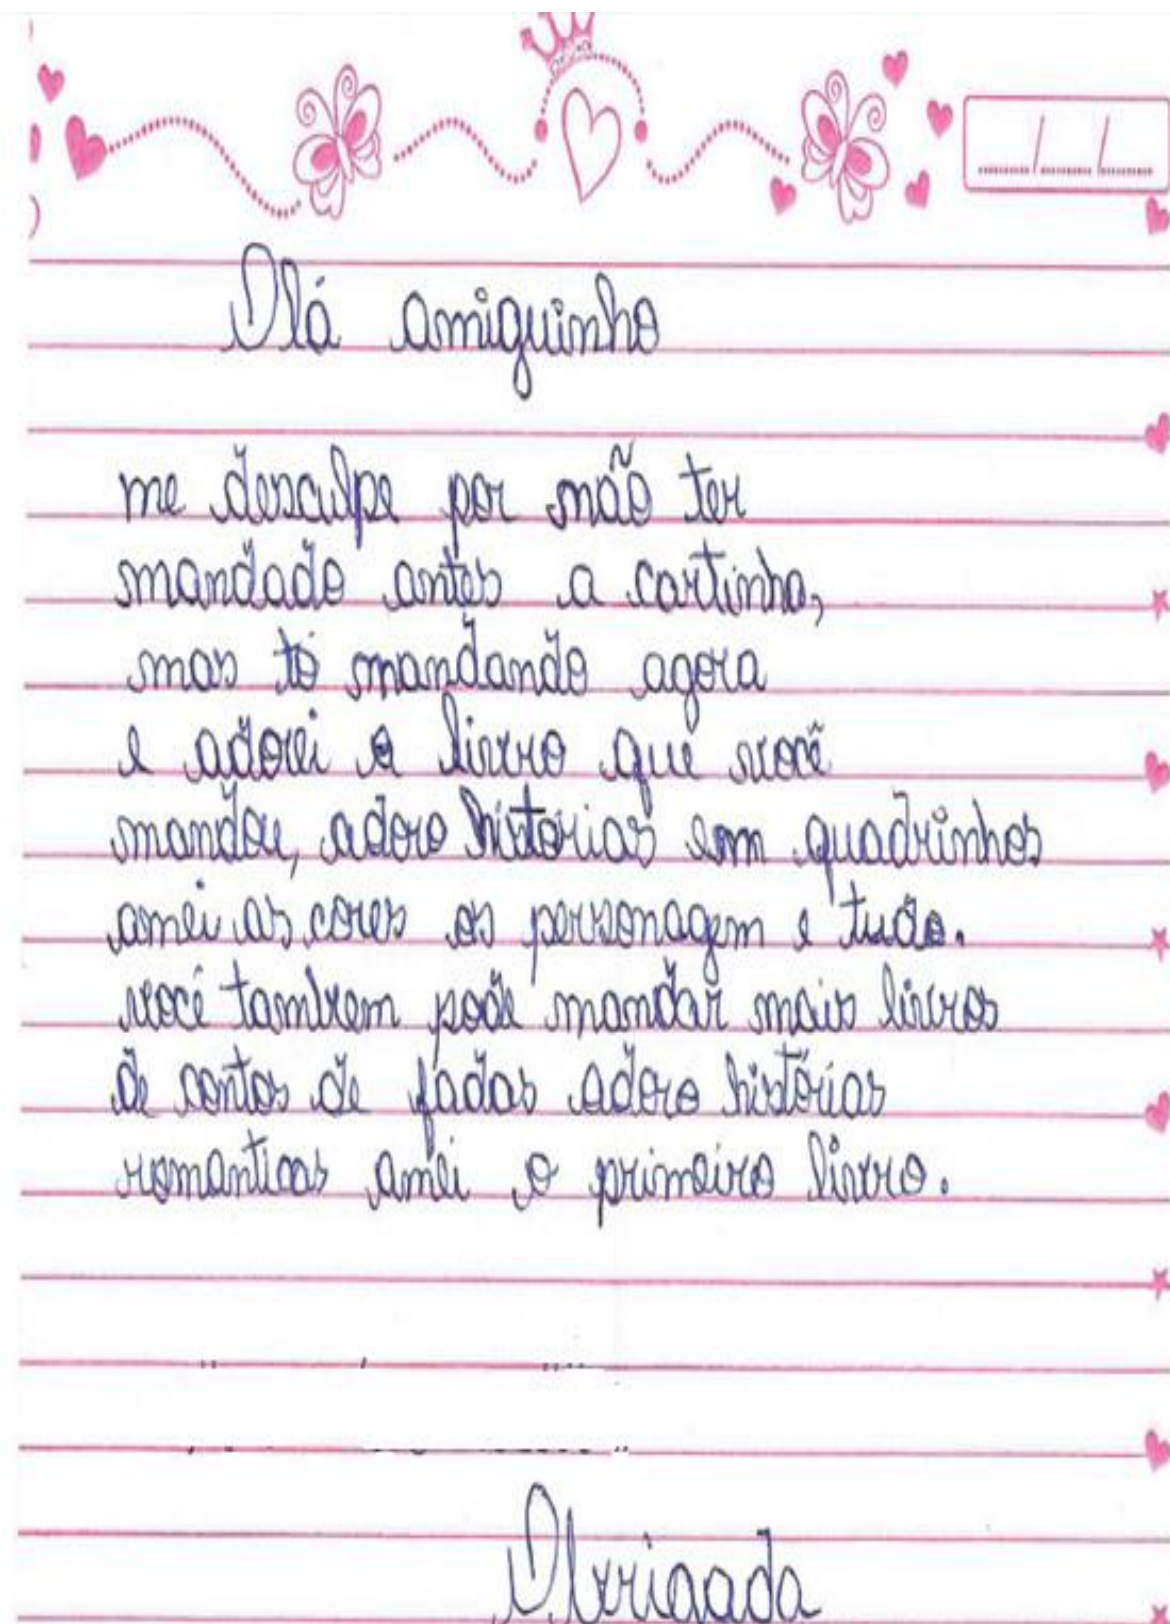 Olá amiguinho
me desculpe por não ter
mandado antes a cartinha,
mas tô mandando agora
e adorei o livro que você
mandou, adoro historias em quadrinhos
amei as cores os personagem e tudo.
você tambem pode mandar mais livros
de contos de fadas adoro histórias
romanticas amei o primeiro livro.
Obrigada